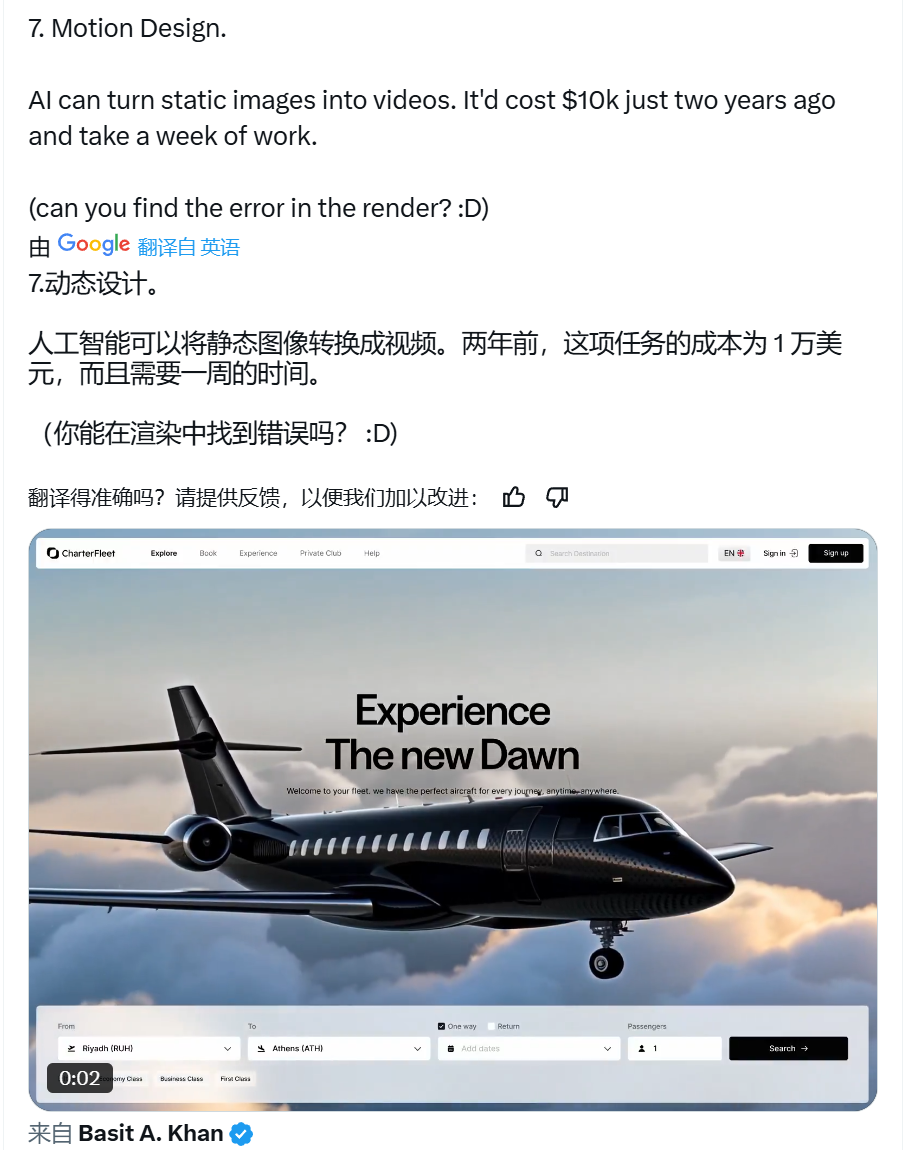 7. Motion Design.
AI can turn static images into videos. It'd cost $10k just two years ago
and take a week of work.
(can you find the error in the render? :D)
由 Google 翻译自 英语
7.动态设计。
人工智能可以将静态图像转换成视频。两年前，这项任务的成本为 1 万美
元，而且需要一周的时间。
（你能在渲染中找到错误吗？ :D)
翻译得准确吗？请提供反馈，以便我们加以改进：
CharterFleet Explore Book Experience Private Club Help Search Destination EN Sign in Sign up
Experience
The new Dawn
Welcome to your fleet. we have the perfect aircraft for every journey, anytime, anywhere.
From To One way Return Passengers
Riyadh (RUH) Athens (ATH) Add dates 1 Search →
0:02 Business Class First Class
来自 Basit A. Khan